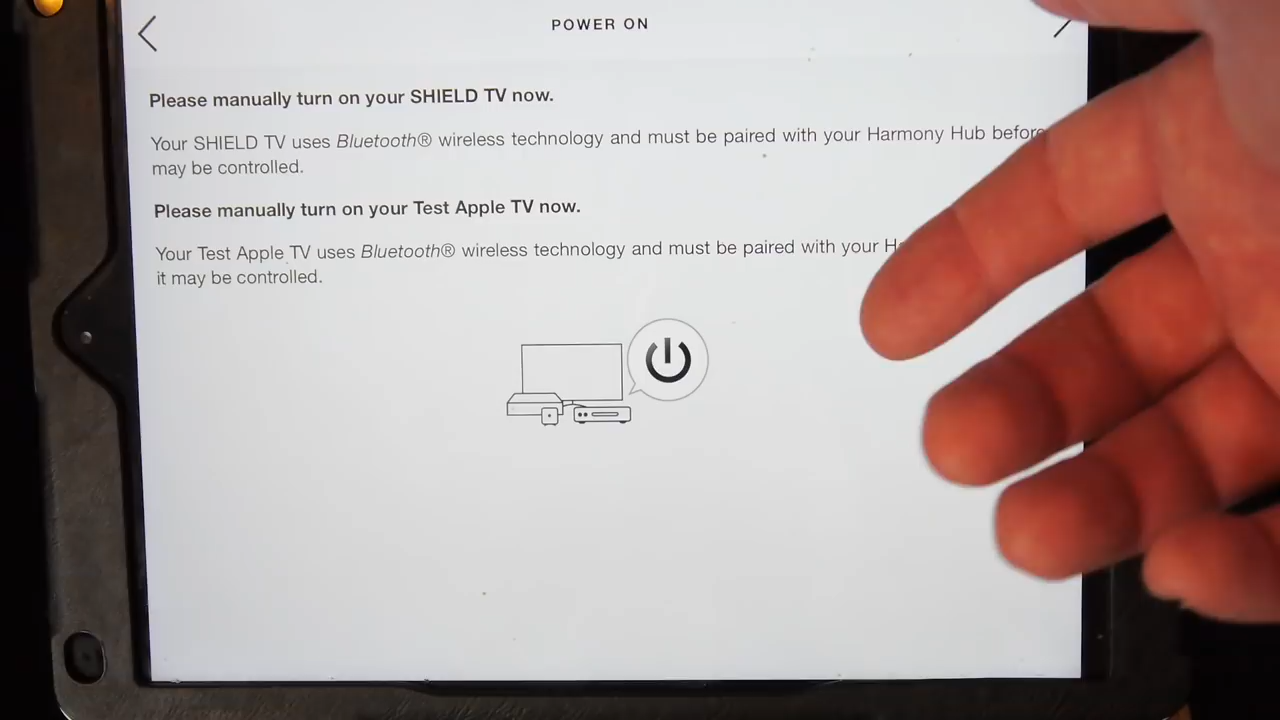 POWER ON
Please manually turn on your SHIELD TV now.
Your SHIELD TV uses Bluetooth® wireless technology and must be paired with your Harmony Hub before
may be controlled.
Please manually turn on your Test Apple TV now.
Your Test Apple TV uses Bluetooth® wireless technology and must be paired with your
it may be controlled.